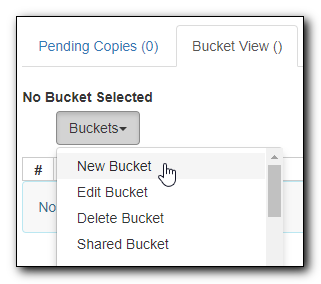 Pending Copies (0) Bucket View ()
No Bucket Selected
Buckets
New Bucket
#
Edit Bucket
No
Delete Bucket
Shared Bucket